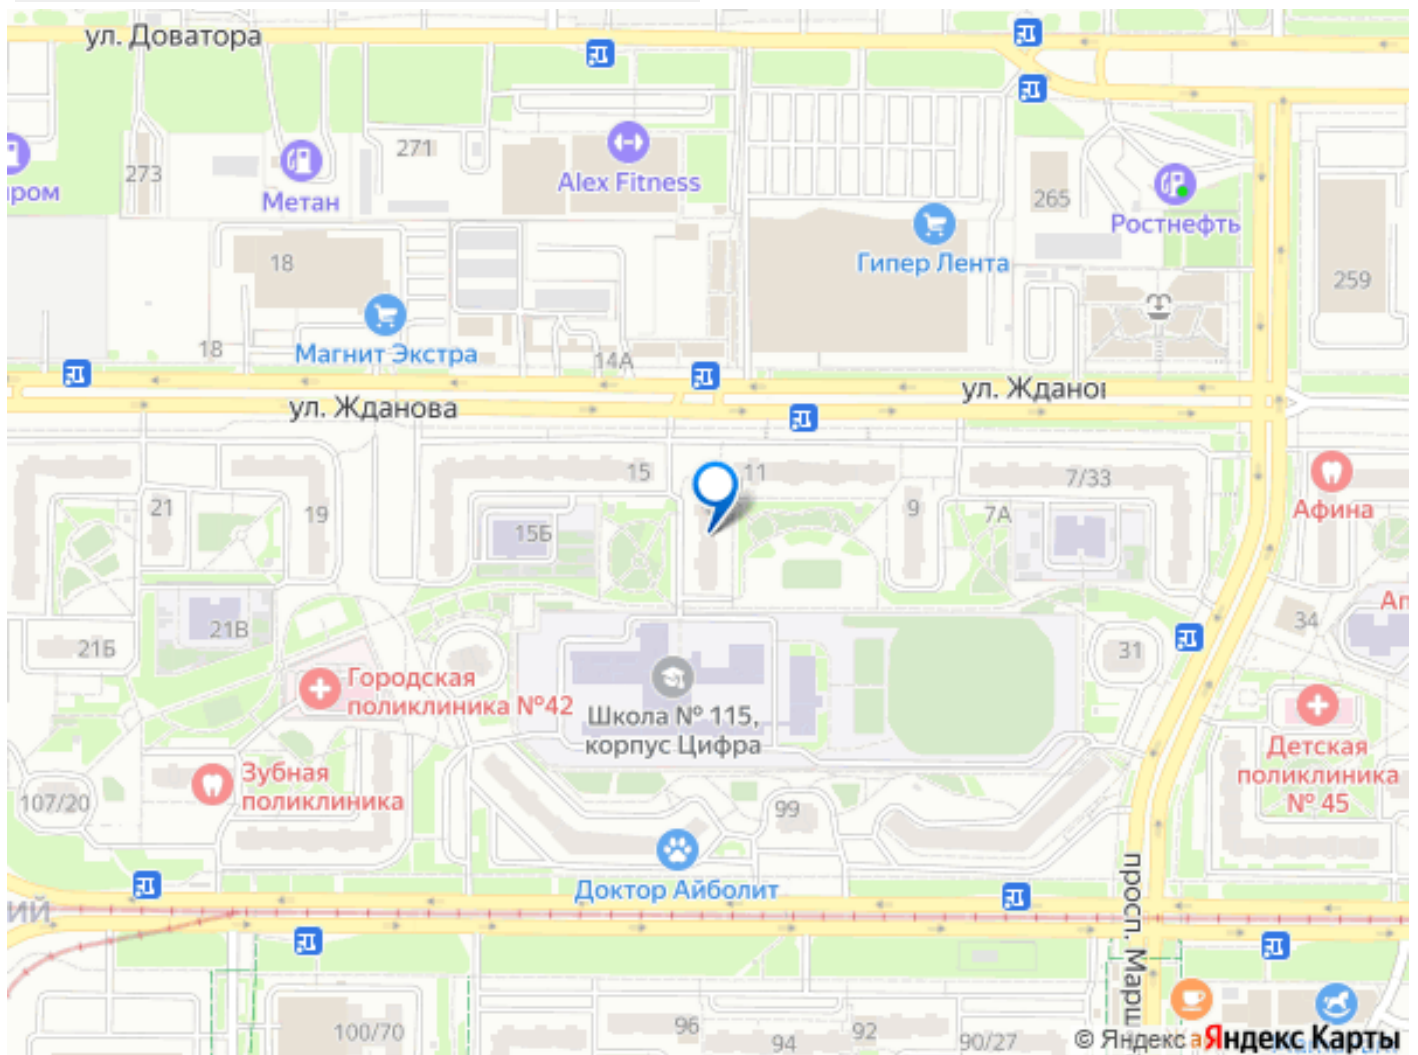 ул. Доватора
271
273
Метан
Alex Fitness
265
Ростнефть
пром
18
Гипер Лента
259
Магнит Экстра
18
14А
ул. Жданова
ул. Ждано
15
11
7/33
Афина
21
19
15Б
9
7А
21Б
21В
34
31
Городская
поликлиника №42
Школа № 115,
корпус Цифра
Детская
поликлиника
№ 45
Зубная
поликлиника
107/20
99
Доктор Айболит
ИЙ
просп. Марш
100/70
96
94
92
90/27
© Яндекс
Яндекс Карты